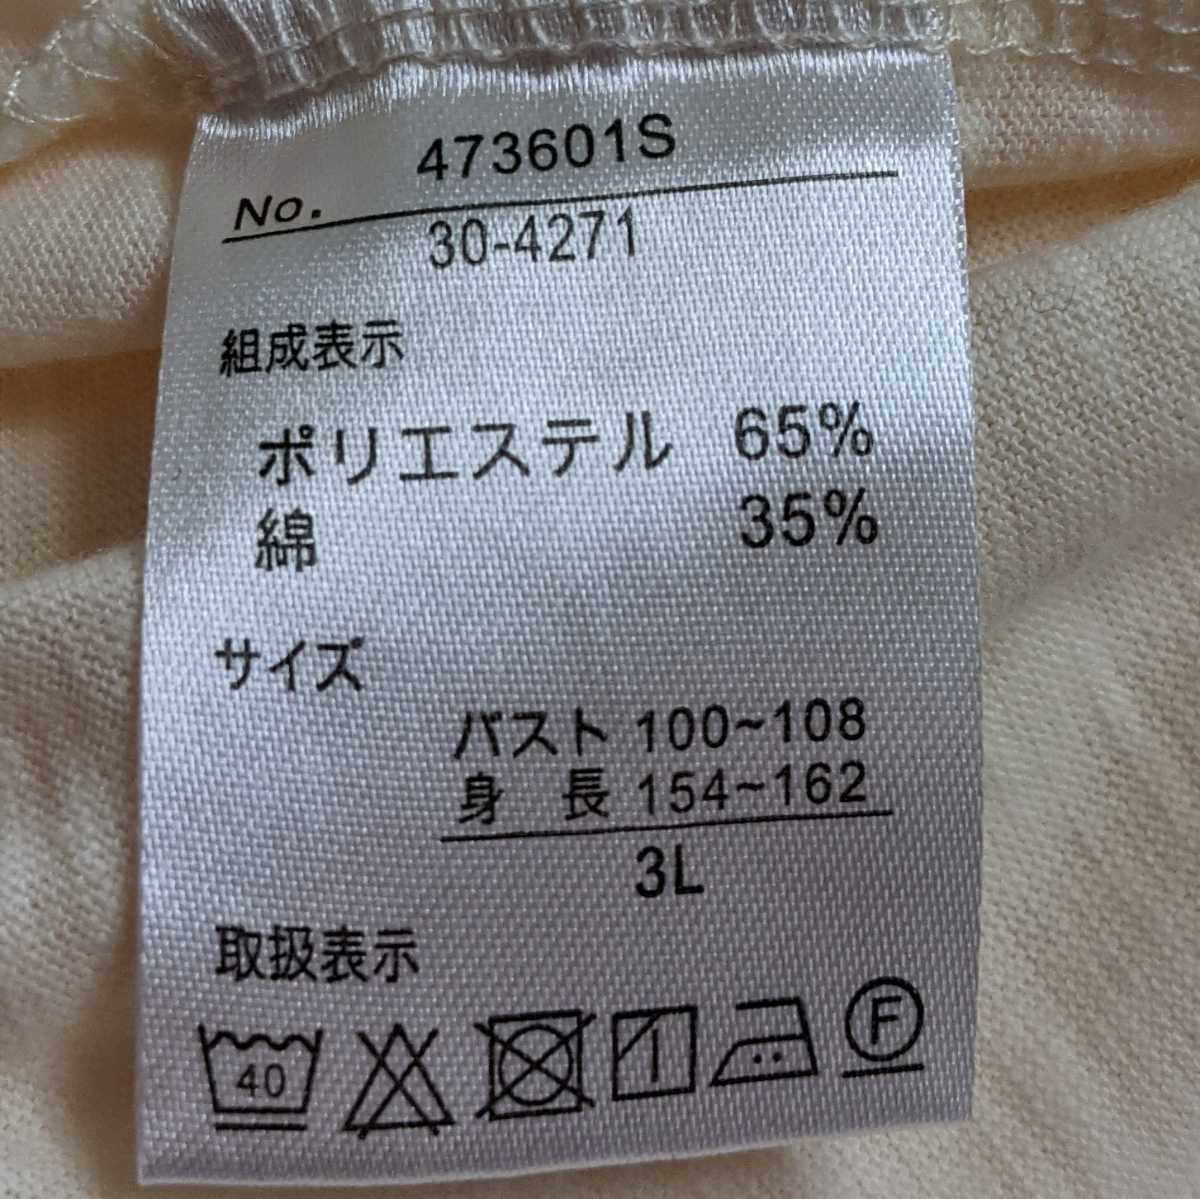 473601S
No.
30-4271
組成表示
ポリエステル 65%
綿 35%
サイズ
バスト 100~108
身 長 154~162
3L
取扱表示
40 F